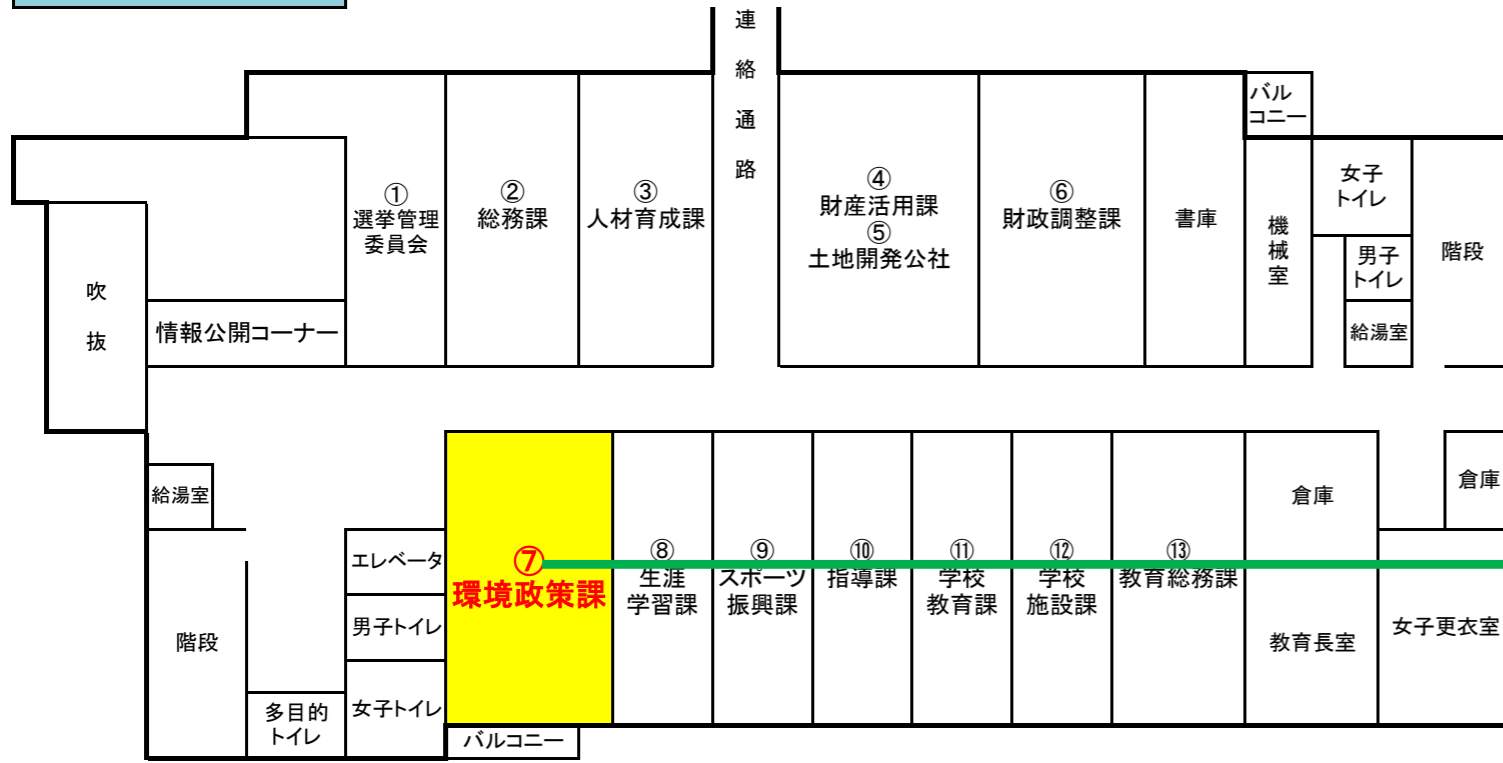 連
絡
通
路
バル
コニー
①
選挙管理
委員会
②
総務課
③
人材育成課
④
財産活用課
⑤
土地開発公社
⑥
財政調整課
書庫
機
械
室
女子
トイレ
男子
トイレ
給湯室
階段
吹
抜
情報公開コーナー
給湯室
階段
多目的
トイレ
エレベータ
男子トイレ
女子トイレ
⑦
環境政策課
バルコニー
⑧
生涯
学習課
⑨
スポーツ
振興課
⑩
指導課
⑪
学校
教育課
⑫
学校
施設課
⑬
教育総務課
倉庫
教育長室
倉庫
女子更衣室